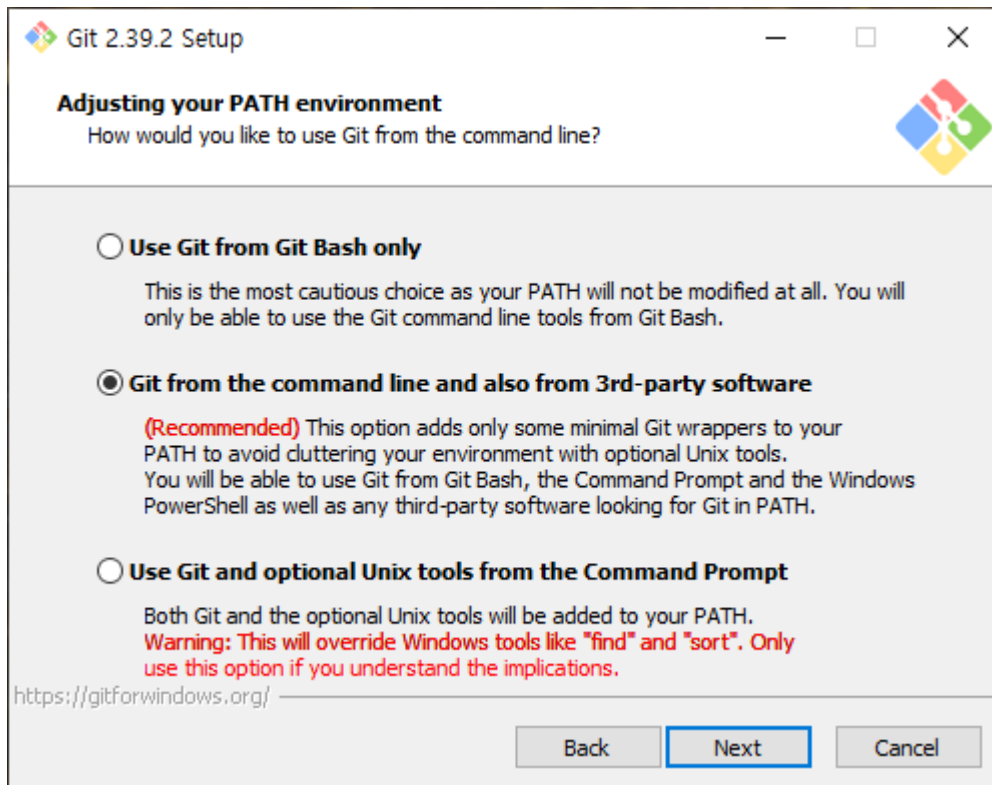 Git 2.39.2 Setup
Adjusting your PATH environment
How would you like to use Git from the command line?
Use Git from Git Bash only
This is the most cautious choice as your PATH will not be modified at all. You will
only be able to use the Git command line tools from Git Bash.
Git from the command line and also from 3rd-party software
(Recommended) This option adds only some minimal Git wrappers to your
PATH to avoid cluttering your environment with optional Unix tools.
You will be able to use Git from Git Bash, the Command Prompt and the Windows
PowerShell as well as any third-party software looking for Git in PATH.
Use Git and optional Unix tools from the Command Prompt
Both Git and the optional Unix tools will be added to your PATH.
Warning: This will override Windows tools like "find" and "sort". Only
use this option if you understand the implications.
https://gitforwindows.org/
Back Next Cancel